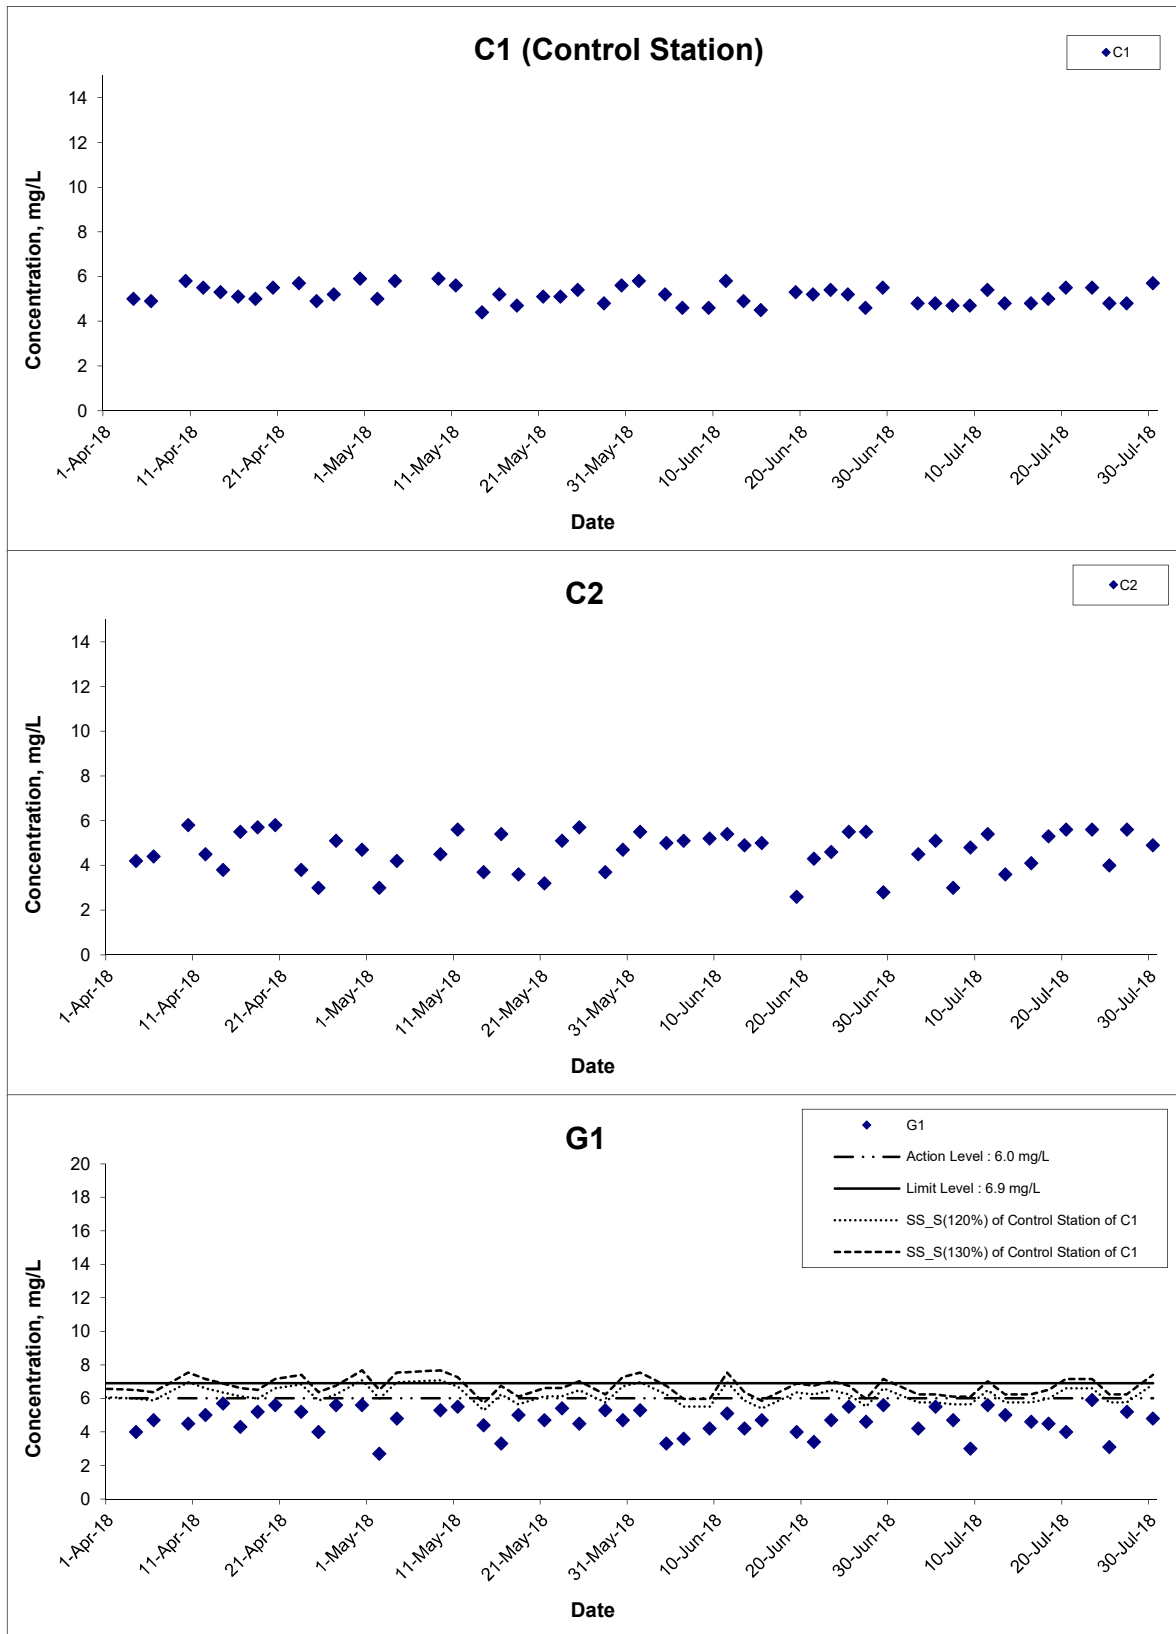 C1 (Control Station)
C1
14
12
10
8
6
4
2
0
Concentration, mg/L
1-Apr-18
11-Apr-18
21-Apr-18
1-May-18
11-May-18
21-May-18
31-May-18
10-Jun-18
20-Jun-18
30-Jun-18
10-Jul-18
20-Jul-18
30-Jul-18
Date
C2
C2
14
12
10
8
6
4
2
0
Concentration, mg/L
1-Apr-18
11-Apr-18
21-Apr-18
1-May-18
11-May-18
21-May-18
31-May-18
10-Jun-18
20-Jun-18
30-Jun-18
10-Jul-18
20-Jul-18
30-Jul-18
Date
G1
G1
Action Level : 6.0 mg/L
Limit Level : 6.9 mg/L
SS_S(120%) of Control Station of C1
SS_S(130%) of Control Station of C1
20
18
16
14
12
10
8
6
4
2
0
Concentration, mg/L
1-Apr-18
11-Apr-18
21-Apr-18
1-May-18
11-May-18
21-May-18
31-May-18
10-Jun-18
20-Jun-18
30-Jun-18
10-Jul-18
20-Jul-18
30-Jul-18
Date